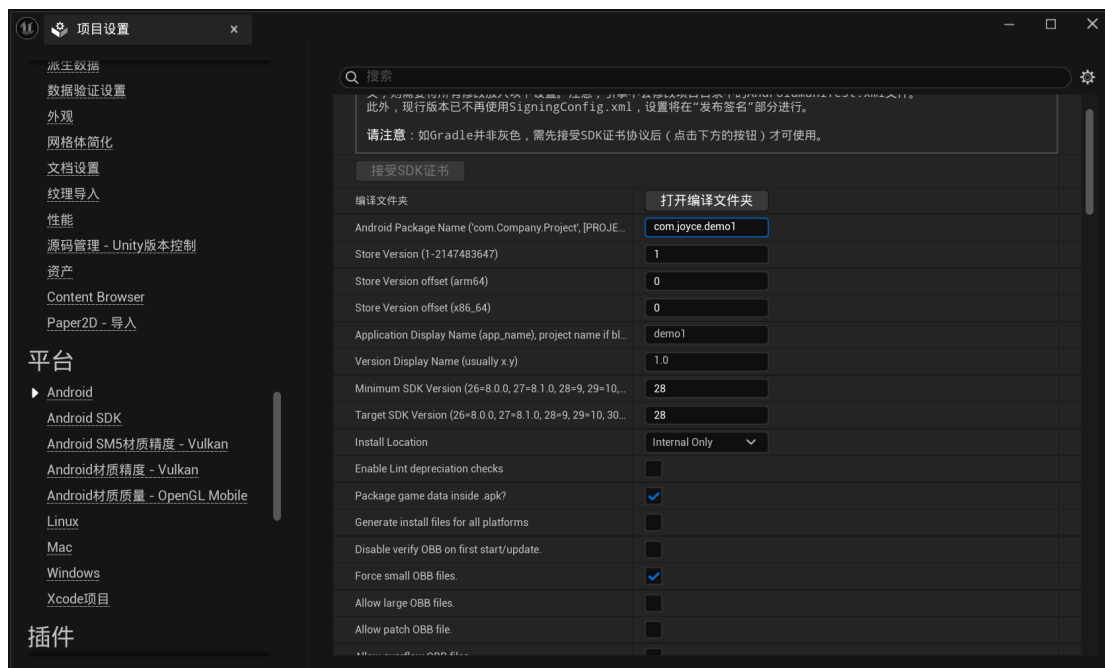 项目设置
派生数据
数据验证设置
外观
网格体简化
文档设置
纹理导入
性能
源码管理 - Unity版本控制
资产
Content Browser
Paper2D - 导入
平台
Android
Android SDK
Android SM5材质精度 - Vulkan
Android材质精度 - Vulkan
Android材质质量 - OpenGL Mobile
Linux
Mac
Windows
Xcode项目
插件
搜索
此外，现行版本已不再使用SigningConfig.xml，设置将在“发布签名”部分进行。
请注意：如Gradle并非灰色，需先接受SDK证书协议后（点击下方的按钮）才可使用。
接受SDK证书
编译文件夹 打开编译文件夹
Android Package Name ('com.Company.Project', [PROJE... com.joyce.demo1
Store Version (1-2147483647) 1
Store Version offset (arm64) 0
Store Version offset (x86_64) 0
Application Display Name (app_name), project name if bl... demo1
Version Display Name (usually x.y) 1.0
Minimum SDK Version (26=8.0.0, 27=8.1.0, 28=9, 29=10,... 28
Target SDK Version (26=8.0.0, 27=8.1.0, 28=9, 29=10, 30... 28
Install Location Internal Only
Enable Lint depreciation checks
Package game data inside .apk?
Generate install files for all platforms
Disable verify OBB on first start/update.
Force small OBB files.
Allow large OBB files.
Allow patch OBB file.